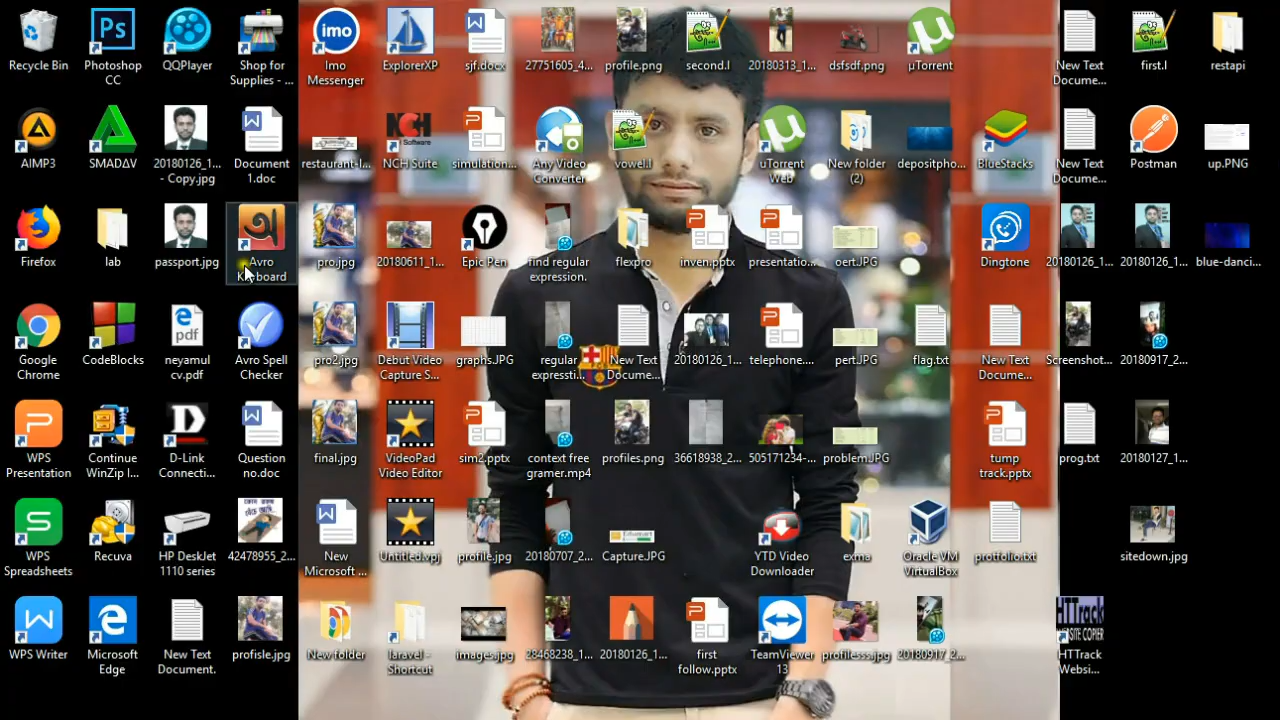 Recycle Bin
Photoshop CC
QQPlayer
Shop for Supplies - ...
Imo Messenger
ExplorerXP
sjf.docx
27751605_4...
profile.png
second.l
20180313_1...
dsfsdf.png
µTorrent
New Text Docume...
first.l
restapi
AIMP3
SMADΔV
20180126_1... - Copy.jpg
Document 1.doc
restaurant-l...
NCH Suite
simulation....
Any Video Converter
vowel.l
uTorrent Web
New folder (2)
depositpho...
BlueStacks
New Text Docume...
Postman
up.PNG
Firefox
lab
passport.jpg
Avro Keyboard
pro.jpg
20180611_1...
Epic Pen
find regular expression.
flexpro
inven.pptx
presentatio...
oert.JPG
Dingtone
20180126_1...
20180126_1...
blue-danci...
Google Chrome
CodeBlocks
neyamul cv.pdf
Avro Spell Checker
pro2.jpg
Debut Video Capture S...
graphs.JPG
regular expressti...
New Text Docume...
20180126_1...
telephone....
pert.JPG
flag.txt
New Text Docume...
Screenshot...
20180917_2...
WPS Presentation
Continue WinZip I...
D-Link Connecti...
Question no.doc
final.jpg
VideoPad Video Editor
sim2.pptx
context free gramer.mp4
profiles.png
36618938_2...
505171234-...
problem.JPG
tump track.pptx
prog.txt
20180127_1...
WPS Spreadsheets
Recuva
HP DeskJet 1110 series
42478955_2...
New Microsoft ...
Untitled.vpj
profile.jpg
20180707_2...
Capture.JPG
YTD Video Downloader
exma
Oracle VM VirtualBox
protfolio.txt
sitedown.jpg
WPS Writer
Microsoft Edge
New Text Document.
profisle.jpg
New folder
laravel - Shortcut
images.jpg
28468238_1...
20180126_1...
first follow.pptx
TeamViewer 13
profilesss.jpg
20180917_2...
HTTrack Websi...